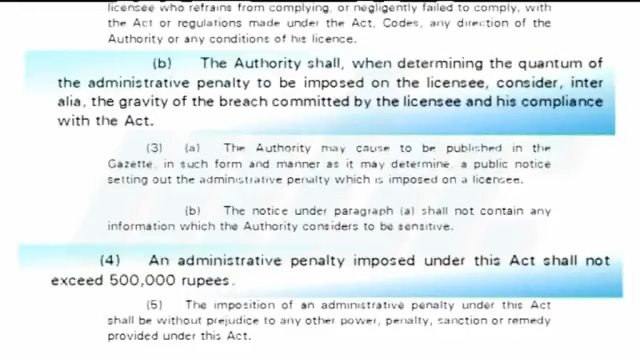 licensee who refrains from complying, or negligently failed to comply, with
the Act or regulations made under the Act, Codes, any direction of the
Authority or any conditions of his licence.
(b) The Authority shall, when determining the quantum of
the administrative penalty to be imposed on the licensee, consider, inter
alia, the gravity of the breach committed by the licensee and his compliance
with the Act.
(3) (a) The Authority may cause to be published in the
Gazette, in such form and manner as it may determine, a public notice
setting out the administrative penalty which is imposed on a licensee.
(b) The notice under paragraph (a) shall not contain any
information which the Authority considers to be sensitive.
(4) An administrative penalty imposed under this Act shall not
exceed 500,000 rupees.
(5) The imposition of an administrative penalty under this Act
shall be without prejudice to any other power, penalty, sanction or remedy
provided under this Act.